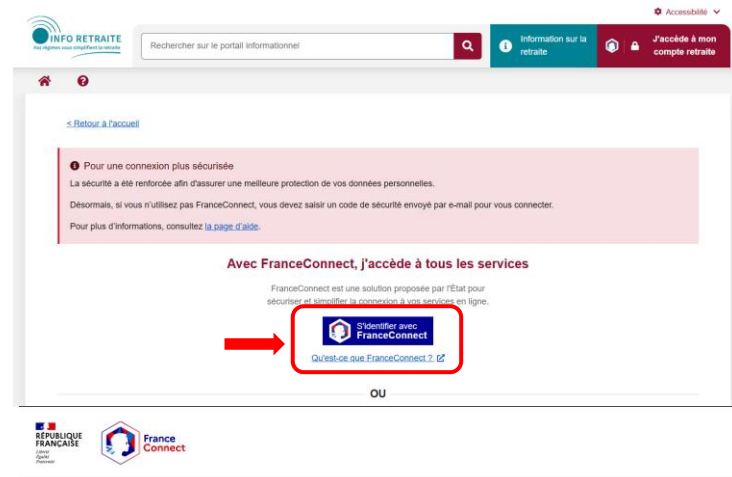 Accessibilité
INFO RETRAITE
Vos régimes vous simplifient la retraite
Rechercher sur le portail informationnel
Information sur la
retraite
J'accède à mon
compte retraite
< Retour à l'accueil
Pour une connexion plus sécurisée
La sécurité a été renforcée afin d'assurer une meilleure protection de vos données personnelles.
Désormais, si vous n'utilisez pas FranceConnect, vous devez saisir un code de sécurité envoyé par e-mail pour vous connecter.
Pour plus d'informations, consultez la page d'aide.
Avec FranceConnect, j'accède à tous les services
FranceConnect est une solution proposée par l'État pour
sécuriser et simplifier la connexion à vos services en ligne.
S'identifier avec
FranceConnect
Qu'est-ce que FranceConnect ?
OU
RÉPUBLIQUE
FRANÇAISE
Liberté
Égalité
Fraternité
France
Connect